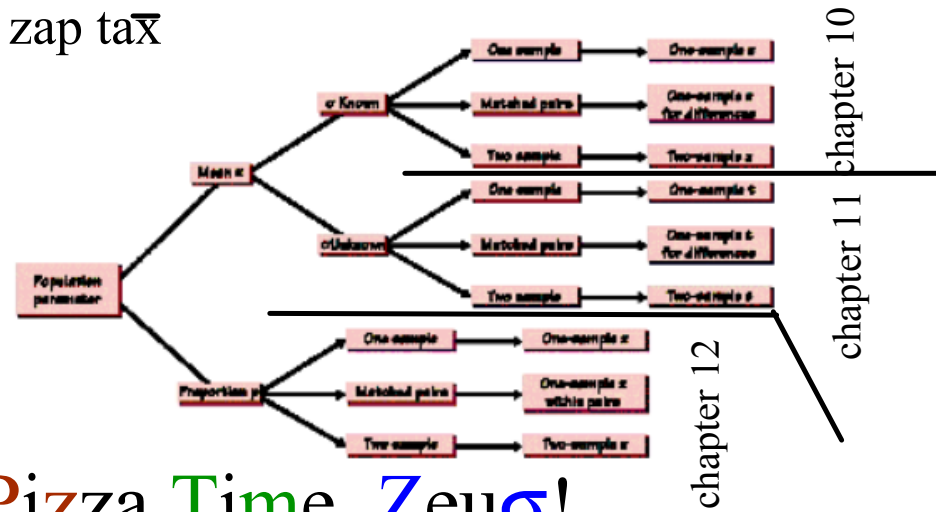 zap tax̅
Population
parameter
Mean x
σ Known
One sample
One-sample z
Matched pairs
One-sample z
for differences
Two sample
Two-sample z
σ Unknown
One sample
One-sample t
Matched pairs
One-sample t
for differences
Two sample
Two-sample t
Proportion p
One sample
One-sample z
Matched pairs
One-sample z
within pairs
Two-sample
Two-sample z
chapter 10
chapter 11
chapter 12
Pizza Time, Zeuσ!